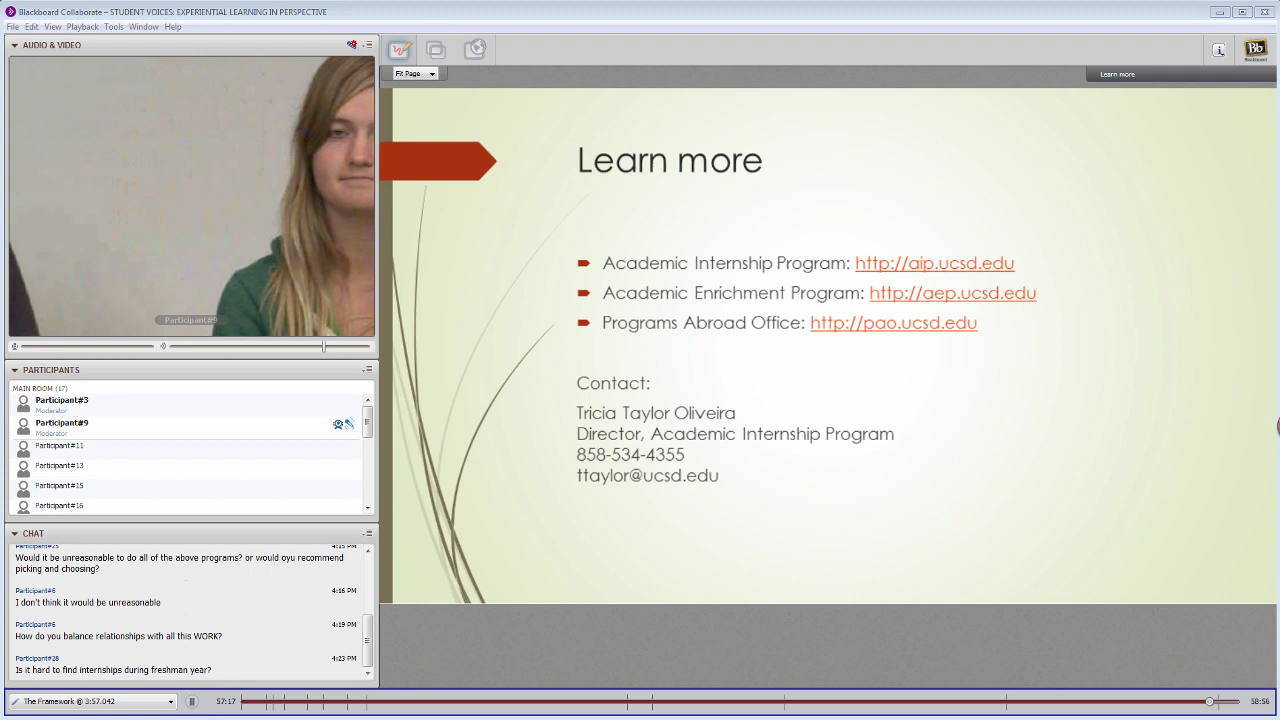 Blackboard Collaborate – STUDENT VOICES: EXPERIENTIAL LEARNING IN PERSPECTIVE
File Edit View Playback Tools Window Help
AUDIO & VIDEO
Participant#9
PARTICIPANTS
MAIN ROOM (17)
Participant#3
Moderator
Participant#9
Moderator
Participant#11
Participant#13
Participant#15
Participant#16
CHAT
Participant#25 4:15 PM
Would it be unreasonable to do all of the above programs? or would oyu recommend
picking and choosing?
Participant#6 4:16 PM
I don't think it would be unreasonable
Participant#6 4:19 PM
How do you balance relationships with all this WORK?
Participant#28 4:23 PM
Is it hard to find internships during freshman year?
Fit Page
Learn more
Bb
Blackboard
Learn more
Academic Internship Program: http://aip.ucsd.edu
Academic Enrichment Program: http://aep.ucsd.edu
Programs Abroad Office: http://pao.ucsd.edu
Contact:
Tricia Taylor Oliveira
Director, Academic Internship Program
858-534-4355
ttaylor@ucsd.edu
The Framework @ 3:57.042
57:17
58:56